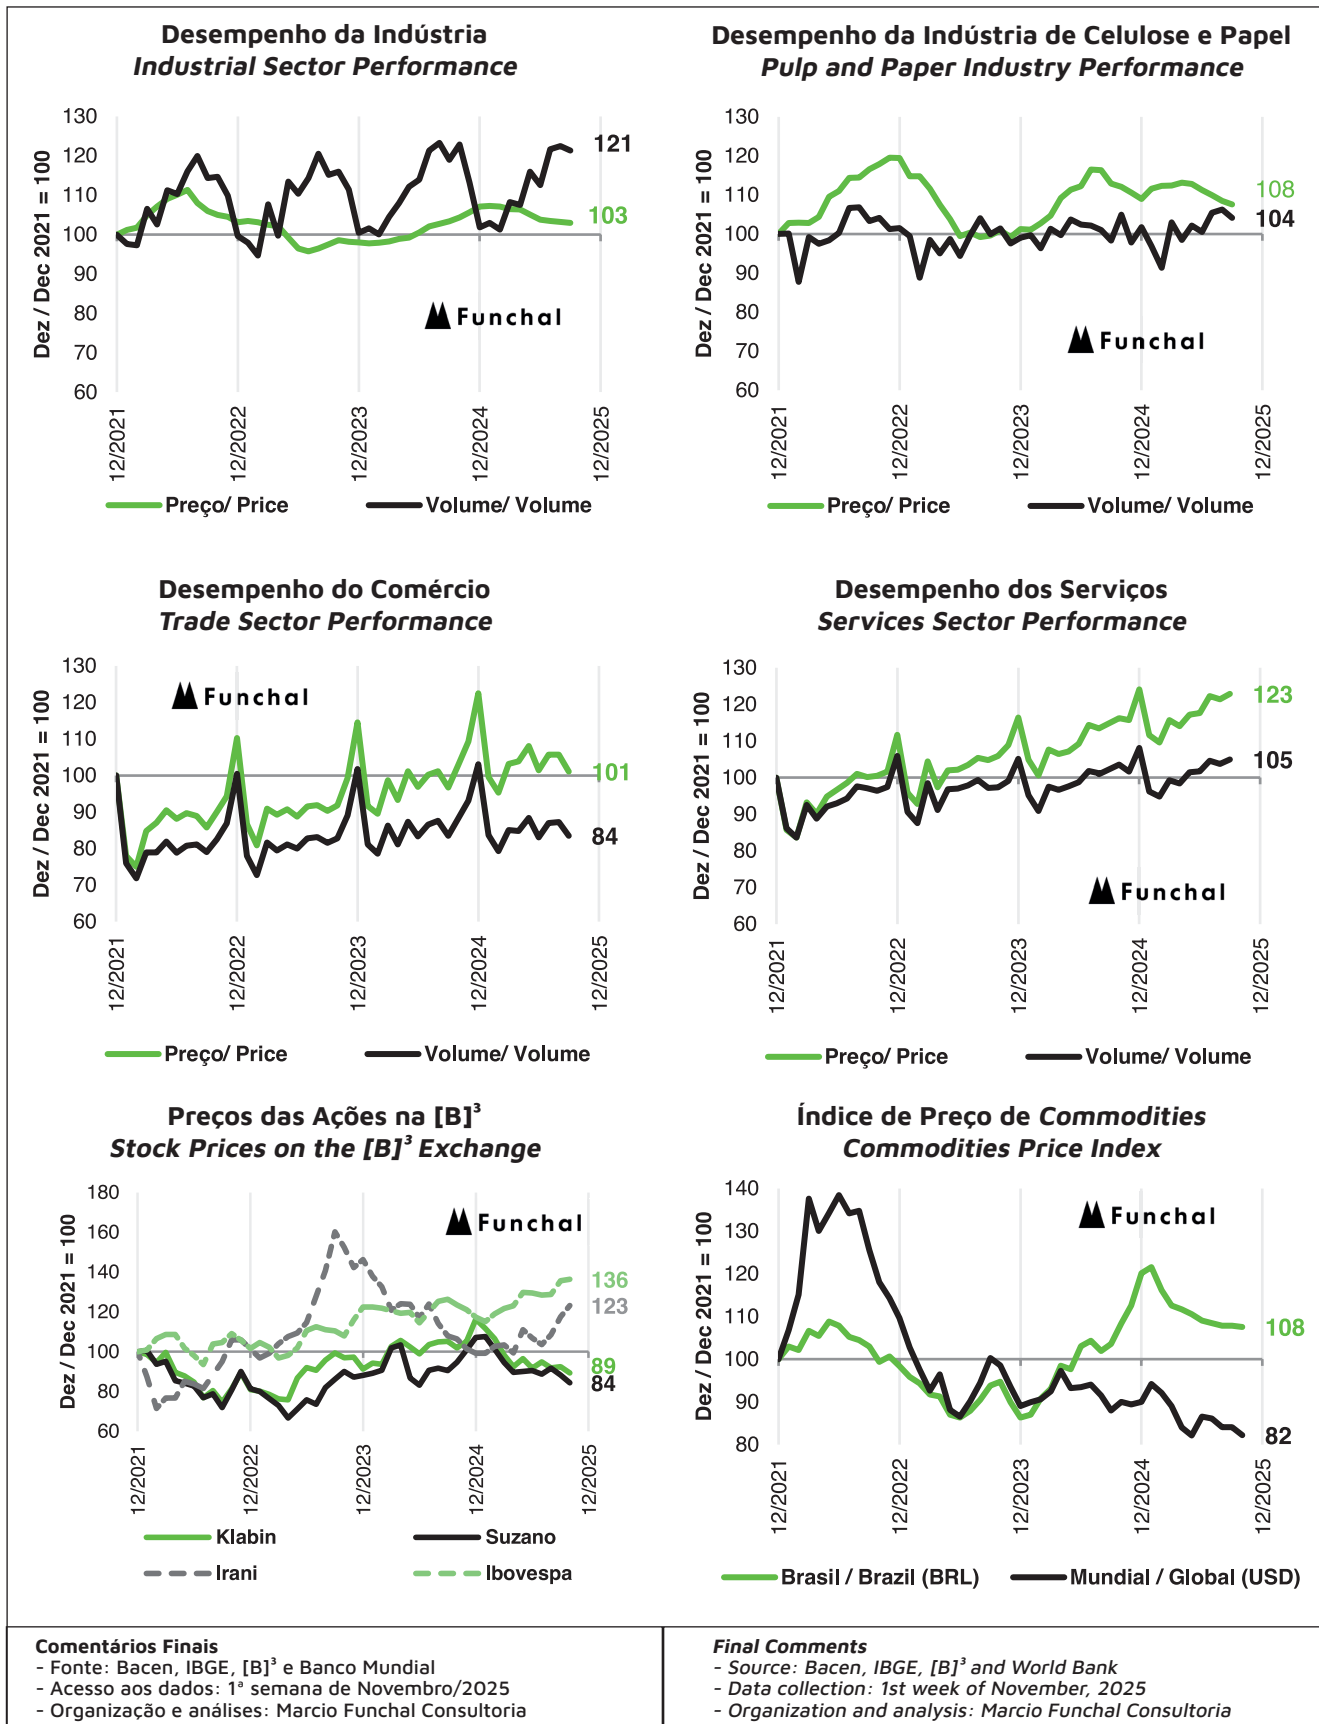 Desempenho da Indústria
Industrial Sector Performance
Dez / Dec 2021 = 100
130
120
110
100
90
80
70
60
121
103
Funchal
12/2021
12/2022
12/2023
12/2024
12/2025
Preço/ Price
Volume/ Volume
Desempenho da Indústria de Celulose e Papel
Pulp and Paper Industry Performance
Dez / Dec 2021 = 100
130
120
110
100
90
80
70
60
108
104
Funchal
12/2021
12/2022
12/2023
12/2024
12/2025
Preço/ Price
Volume/ Volume
Desempenho do Comércio
Trade Sector Performance
Dez / Dec 2021 = 100
130
120
110
100
90
80
70
60
Funchal
101
84
12/2021
12/2022
12/2023
12/2024
12/2025
Preço/ Price
Volume/ Volume
Desempenho dos Serviços
Services Sector Performance
Dez / Dec 2021 = 100
130
120
110
100
90
80
70
60
123
105
Funchal
12/2021
12/2022
12/2023
12/2024
12/2025
Preço/ Price
Volume/ Volume
Preços das Ações na [B]³
Stock Prices on the [B]³ Exchange
Dez / Dec 2021 = 100
180
160
140
120
100
80
60
Funchal
136
123
89
84
12/2021
12/2022
12/2023
12/2024
12/2025
Klabin
Suzano
Irani
Ibovespa
Índice de Preço de Commodities
Commodities Price Index
Dez / Dec 2021 = 100
140
130
120
110
100
90
80
Funchal
108
82
12/2021
12/2022
12/2023
12/2024
12/2025
Brasil / Brazil (BRL)
Mundial / Global (USD)
Comentários Finais
- Fonte: Bacen, IBGE, [B]³ e Banco Mundial
- Acesso aos dados: 1ª semana de Novembro/2025
- Organização e análises: Marcio Funchal Consultoria
Final Comments
- Source: Bacen, IBGE, [B]³ and World Bank
- Data collection: 1st week of November, 2025
- Organization and analysis: Marcio Funchal Consultoria